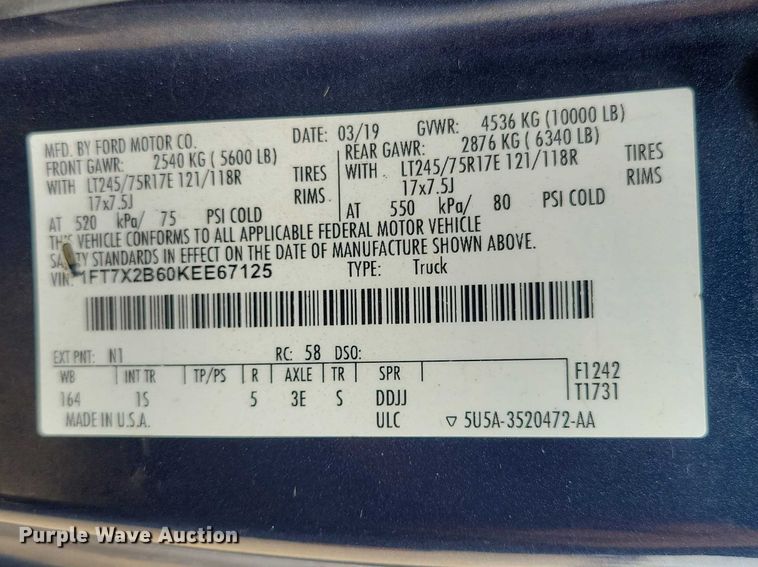 MFD. BY FORD MOTOR CO. DATE: 03/19 GVWR: 4536 KG (10000 LB)
FRONT GAWR: 2540 KG ( 5600 LB) REAR GAWR: 2876 KG ( 6340 LB)
WITH LT245/75R17E 121/118R TIRES WITH LT245/75R17E 121/118R TIRES
17x7.5J RIMS 17x7.5J RIMS
AT 520 kPa/ 75 PSI COLD AT 550 kPa/ 80 PSI COLD
THIS VEHICLE CONFORMS TO ALL APPLICABLE FEDERAL MOTOR VEHICLE
SAFETY STANDARDS IN EFFECT ON THE DATE OF MANUFACTURE SHOWN ABOVE.
VIN: 1FT7X2B60KEE67125 TYPE: Truck
EXT PNT: N1 RC: 58 DSO:
WB INT TR TP/PS R AXLE TR SPR F1242
164 1S 5 3E S DDJJ T1731
MADE IN U.S.A. ULC ▽ 5U5A-3520472-AA
Purple Wave Auction